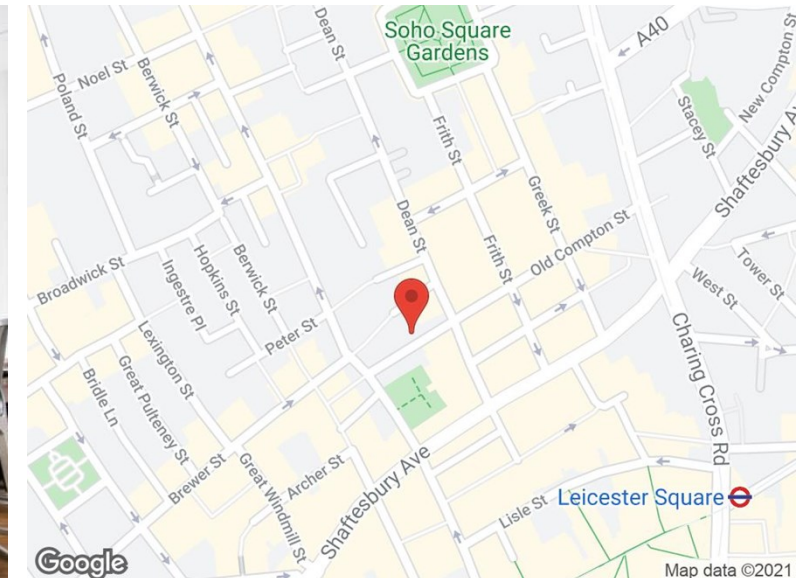 Soho Square
Gardens
A40
New Compton St
Dean St
Noel St
Berwick St
Poland St
Stacey St
Frith St
Shaftesbury Av
Greek St
Dean St
Frith St
Old Compton St
Tower St
West St
Broadwick St
Hopkins St
Berwick St
Ingestre Pl
Peter St
Lexington St
Great Pulteney St
Bridle Ln
Charing Cross Rd
Brewer St
Great Windmill St
Archer St
Shaftesbury Ave
Lisle St
Leicester Square
Google
Map data ©2021